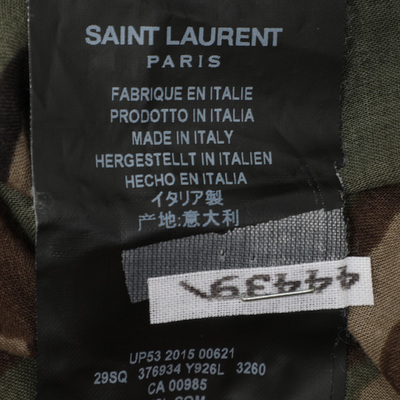 SAINT LAURENT
PARIS
FABRIQUE EN ITALIE
PRODOTTO IN ITALIA
MADE IN ITALY
HERGESTELLT IN ITALIEN
HECHO EN ITALIA
イタリア製
产地:意大利
UP53 2015 00621
29SQ 376934 Y926L 3260
CA 00985